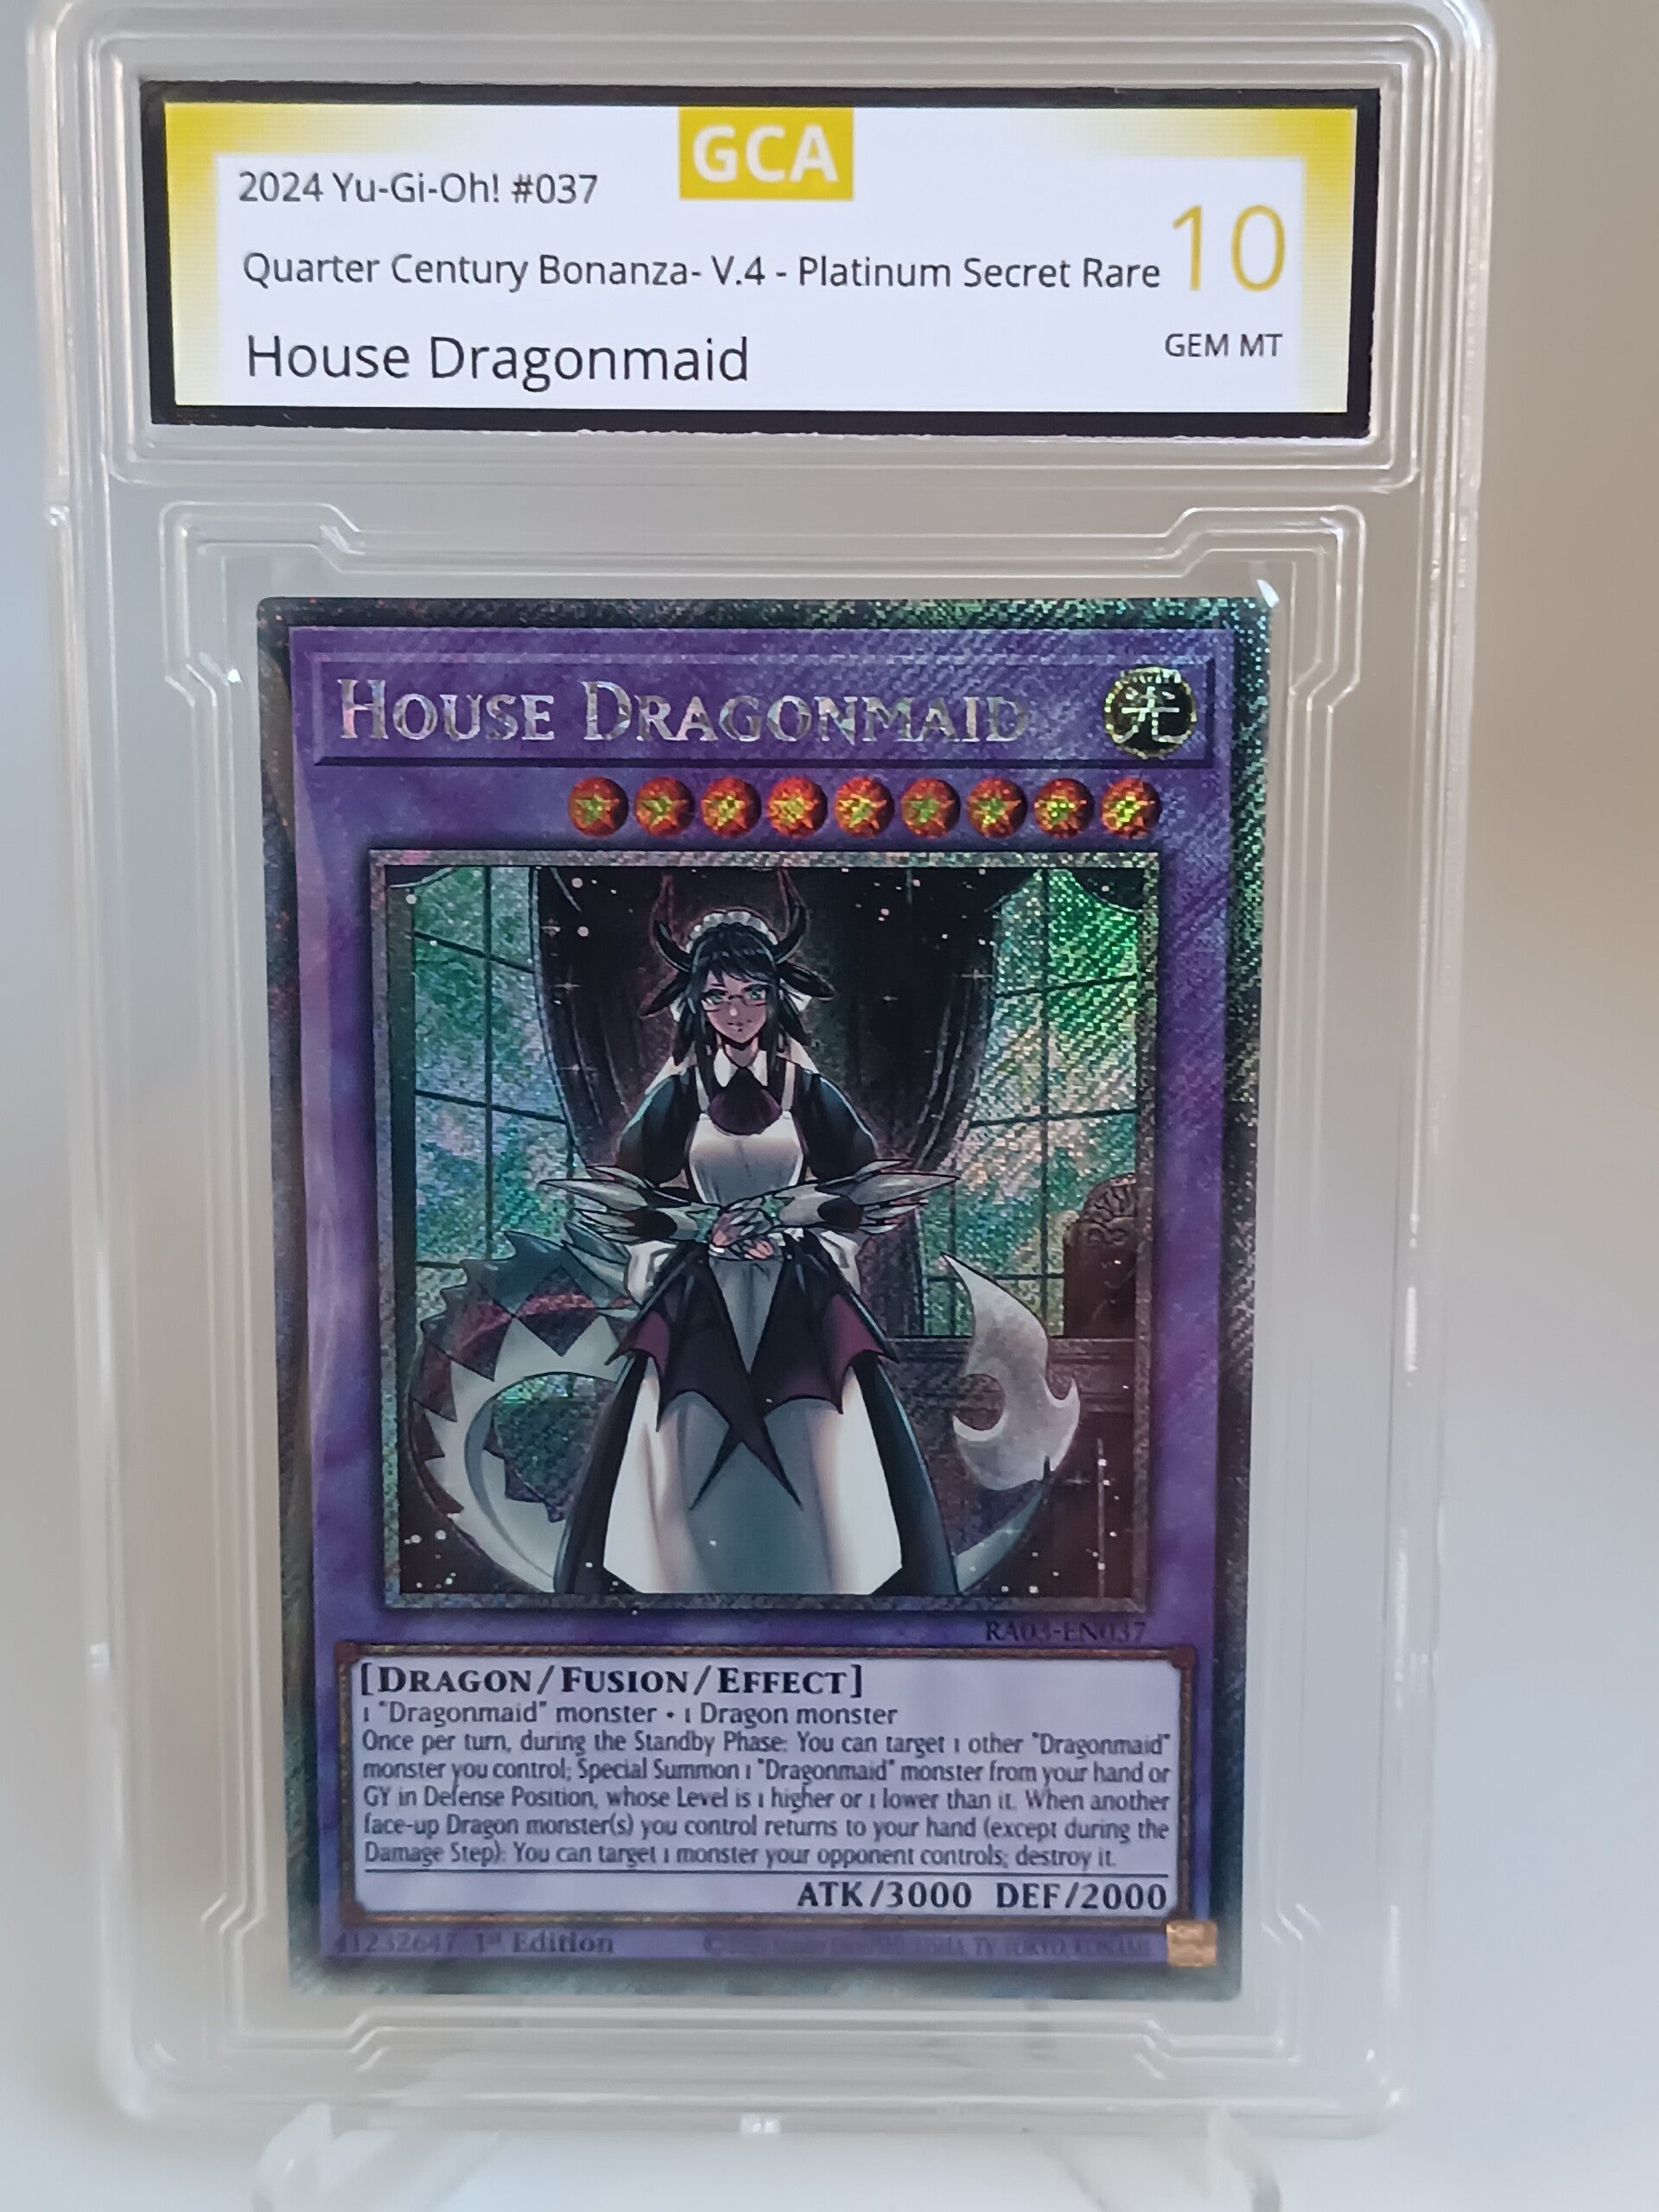 GCA
2024 Yu-Gi-Oh! #037
10
Quarter Century Bonanza- V.4 - Platinum Secret Rare
GEM MT
House Dragonmaid
HOUSE DRAGONMAID
光
RA03-EN037
[DRAGON/FUSION/EFFECT]
1 "Dragonmaid" monster + 1 Dragon monster
Once per turn, during the Standby Phase: You can target 1 other "Dragonmaid"
monster you control; Special Summon 1 "Dragonmaid" monster from your hand or
GY in Defense Position, whose Level is 1 higher or 1 lower than it. When another
face-up Dragon monster(s) you control returns to your hand (except during the
Damage Step): You can target 1 monster your opponent controls; destroy it.
ATK/3000 DEF/2000
41232647 1st Edition
TV TOKYO, KONAMI